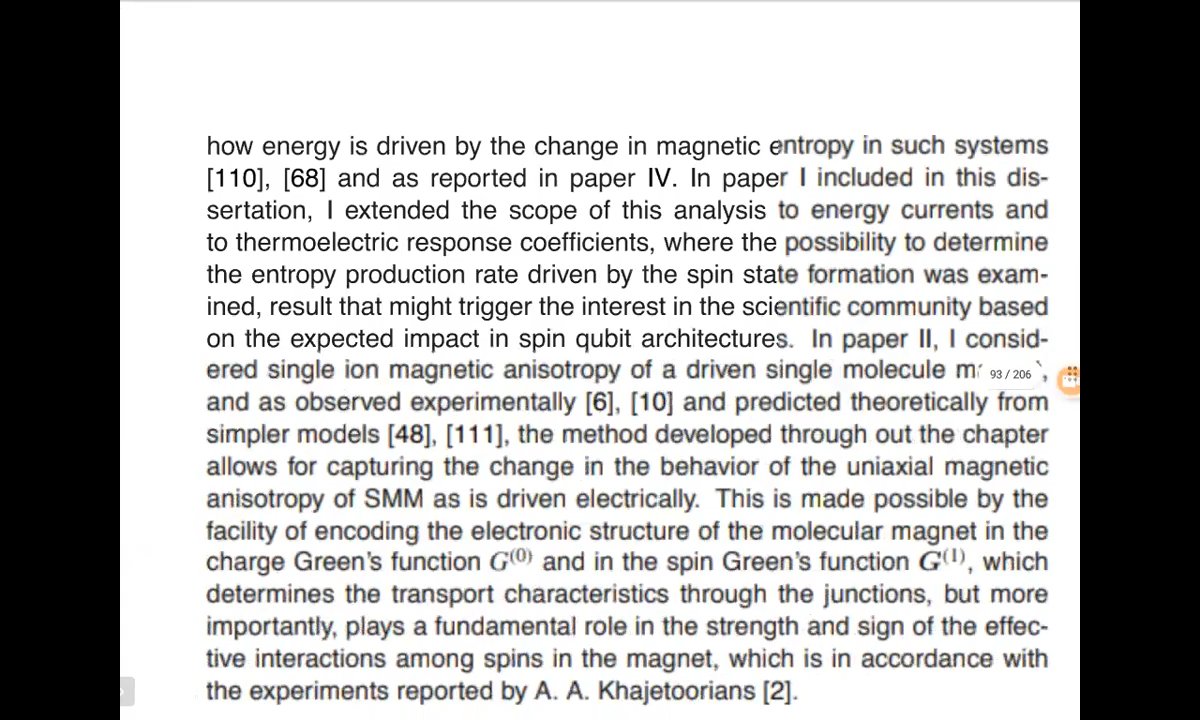 how energy is driven by the change in magnetic entropy in such systems
[110], [68] and as reported in paper IV. In paper I included in this dis-
sertation, I extended the scope of this analysis to energy currents and
to thermoelectric response coefficients, where the possibility to determine
the entropy production rate driven by the spin state formation was exam-
ined, result that might trigger the interest in the scientific community based
on the expected impact in spin qubit architectures. In paper II, I consid-
ered single ion magnetic anisotropy of a driven single molecule
93 / 206
and as observed experimentally [6], [10] and predicted theoretically from
simpler models [48], [111], the method developed through out the chapter
allows for capturing the change in the behavior of the uniaxial magnetic
anisotropy of SMM as is driven electrically. This is made possible by the
facility of encoding the electronic structure of the molecular magnet in the
charge Green's function G⁽⁰⁾ and in the spin Green's function G⁽¹⁾, which
determines the transport characteristics through the junctions, but more
importantly, plays a fundamental role in the strength and sign of the effec-
tive interactions among spins in the magnet, which is in accordance with
the experiments reported by A. A. Khajetoorians [2].